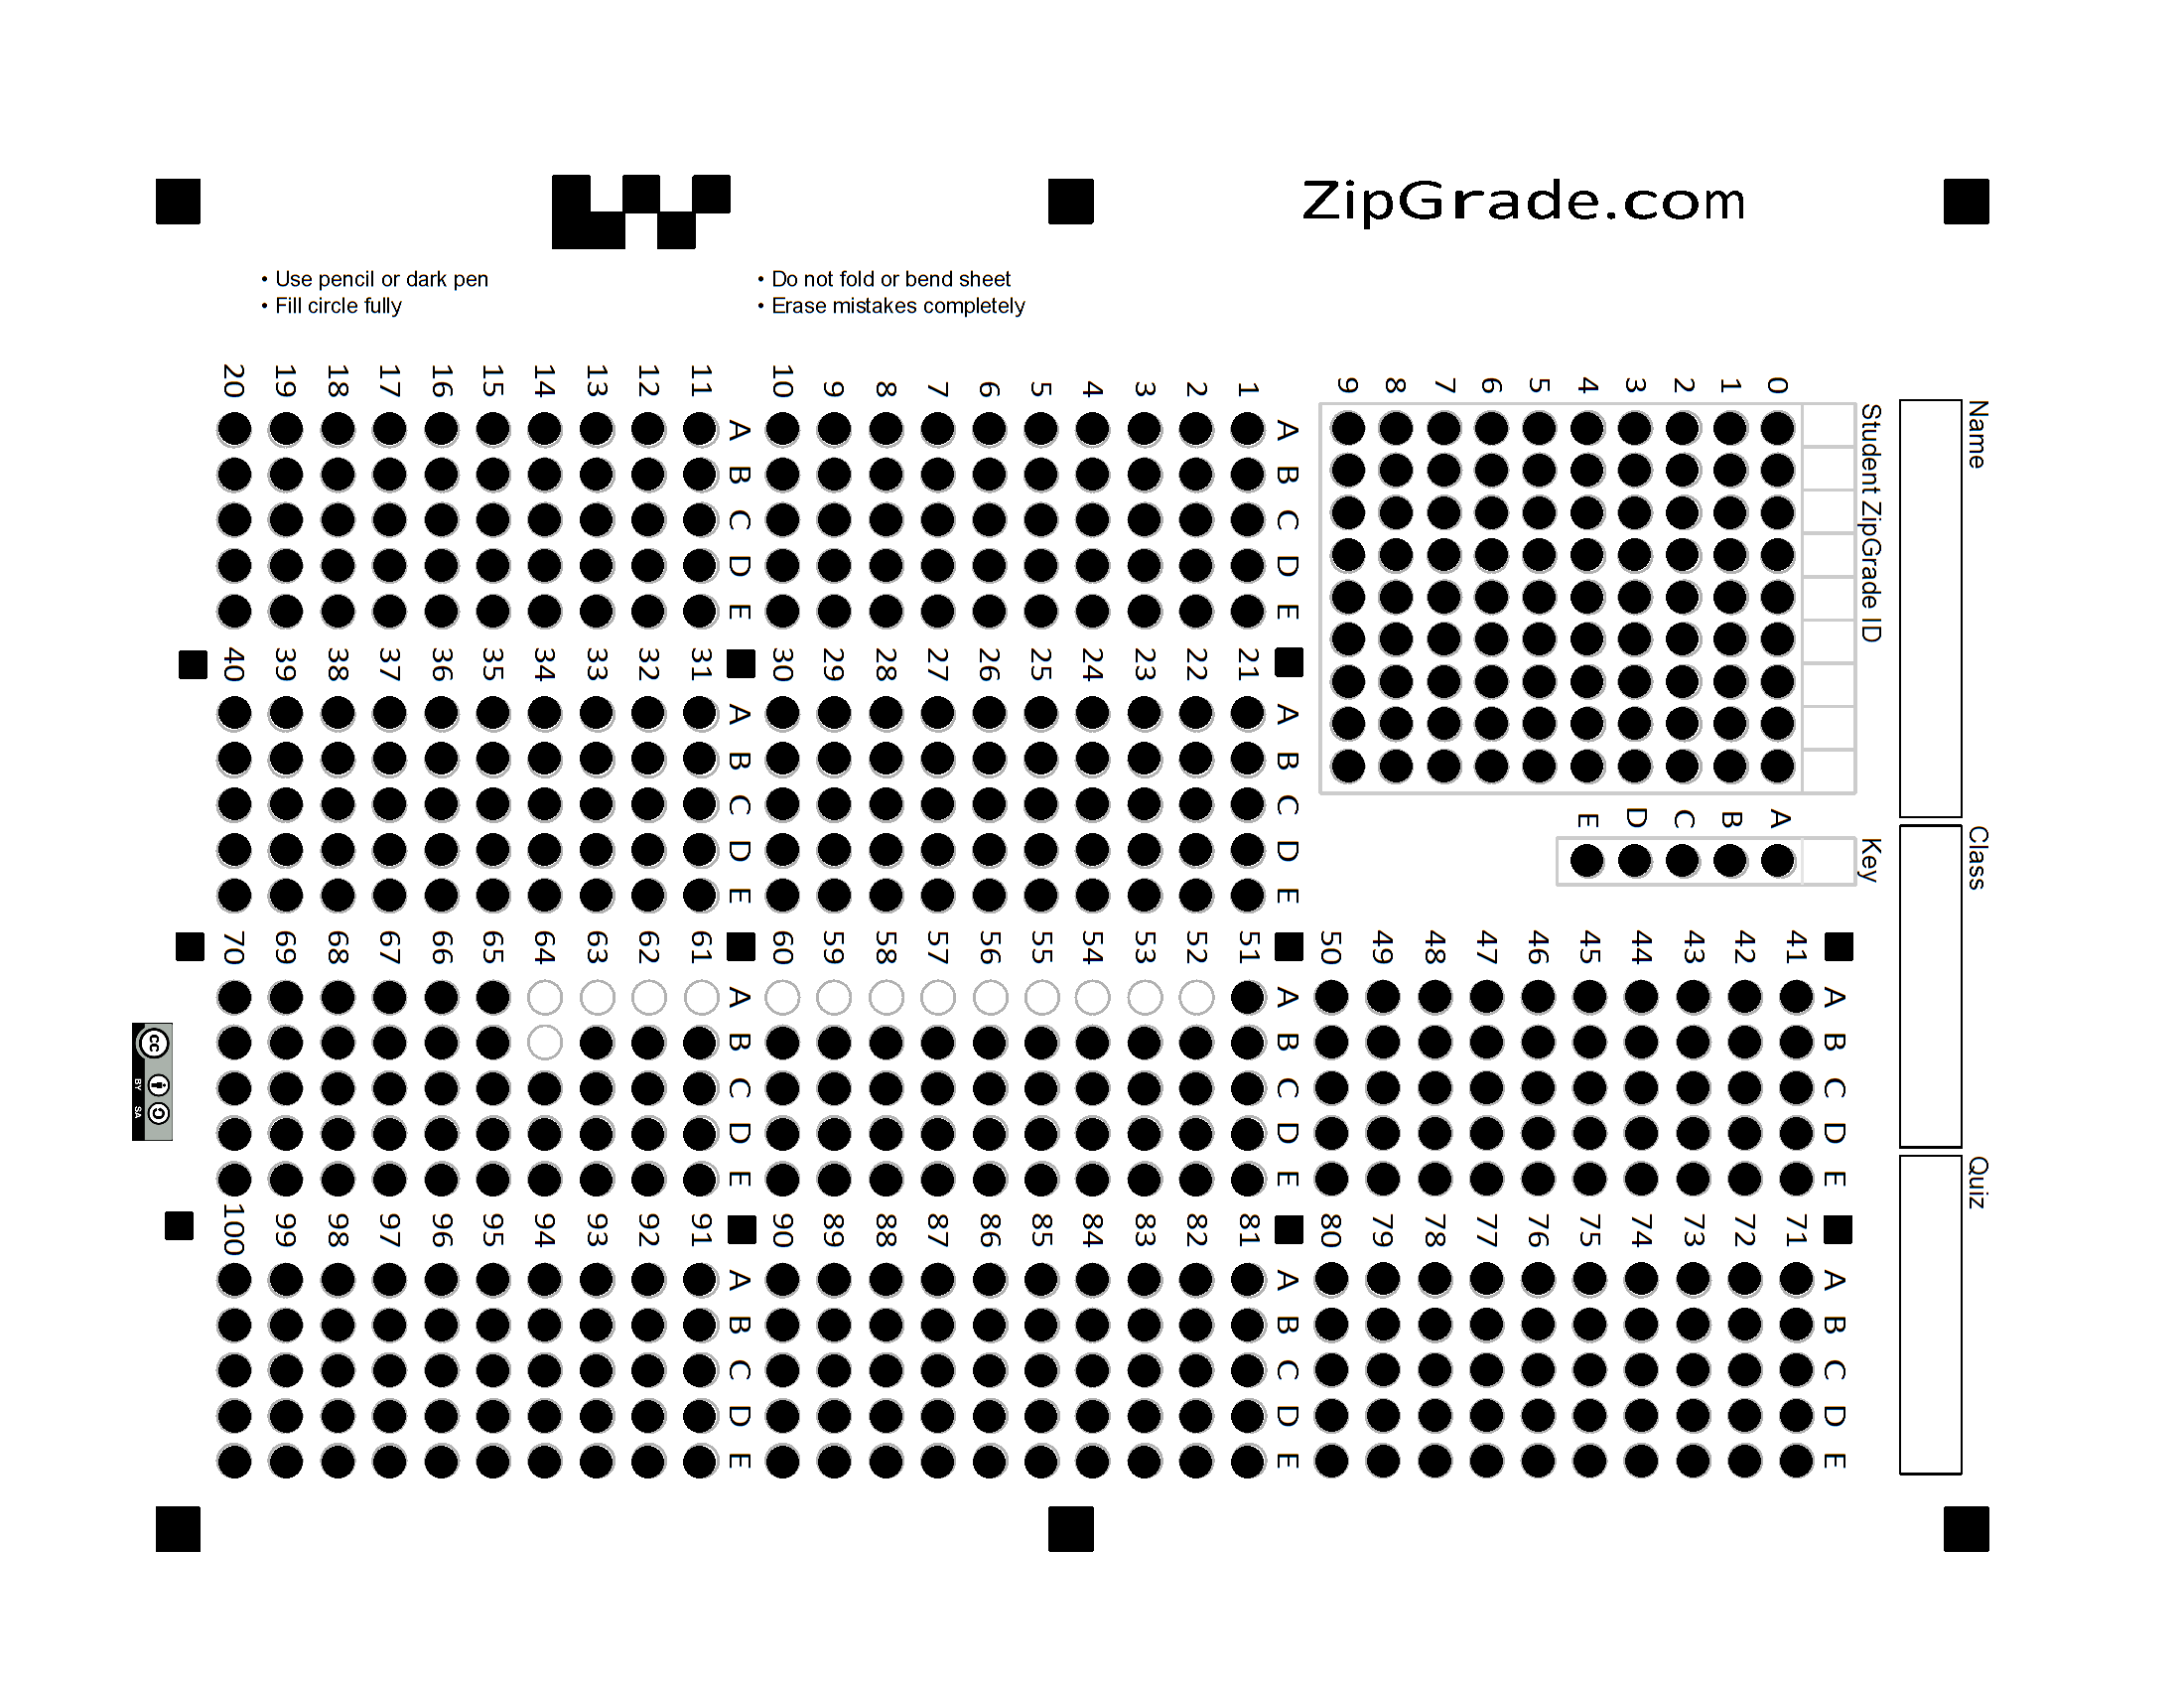 ZipGrade.com
• Use pencil or dark pen
• Fill circle fully
• Do not fold or bend sheet
• Erase mistakes completely
Name
Class
Quiz
Student ZipGrade ID
0 1 2 3 4 5 6 7 8 9
Key
A B C D E
A B C D E
1 2 3 4 5 6 7 8 9 10
A B C D E
11 12 13 14 15 16 17 18 19 20
A B C D E
21 22 23 24 25 26 27 28 29 30
A B C D E
31 32 33 34 35 36 37 38 39 40
A B C D E
41 42 43 44 45 46 47 48 49 50
A B C D E
51 52 53 54 55 56 57 58 59 60
A B C D E
61 62 63 64 65 66 67 68 69 70
A B C D E
71 72 73 74 75 76 77 78 79 80
A B C D E
81 82 83 84 85 86 87 88 89 90
A B C D E
91 92 93 94 95 96 97 98 99 100
A B C D E
cc
BY SA